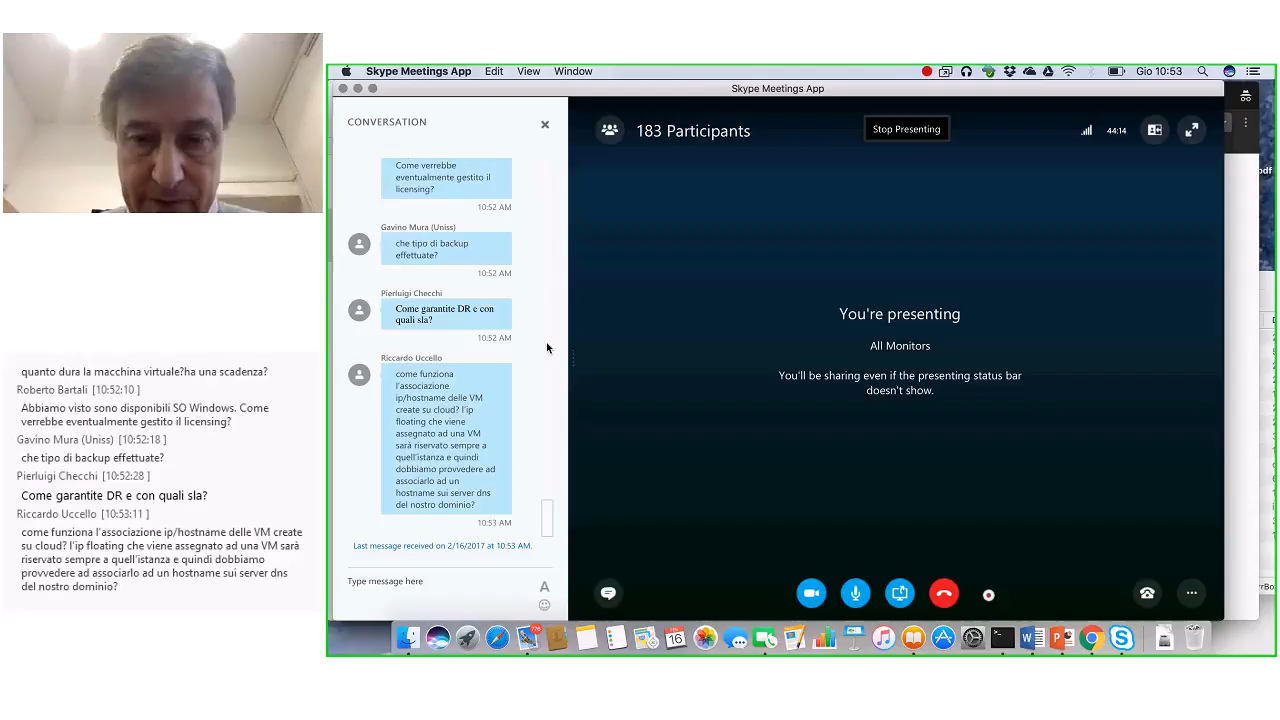 Skype Meetings App Edit View Window
Gio 10:53
Skype Meetings App
CONVERSATION
Come verrebbe
eventualmente gestito il
licensing?
10:52 AM
Gavino Mura (Uniss)
che tipo di backup
effettuate?
10:52 AM
Pierluigi Checchi
Come garantite DR e con
quali sla?
10:52 AM
Riccardo Uccello
come funziona
l'associazione
ip/hostname delle VM
create su cloud? l'ip
floating che viene
assegnato ad una VM
sarà riservato sempre a
quell'istanza e quindi
dobbiamo provvedere ad
associarlo ad un
hostname sui server dns
del nostro dominio?
10:53 AM
Last message received on 2/16/2017 at 10:53 AM.
Type message here
A
183 Participants
Stop Presenting
44:14
You're presenting
All Monitors
You'll be sharing even if the presenting status bar
doesn't show.
pdf
16
quanto dura la macchina virtuale?ha una scadenza?
Roberto Bartali [10:52:10 ]
Abbiamo visto sono disponibili SO Windows. Come
verrebbe eventualmente gestito il licensing?
Gavino Mura (Uniss) [10:52:18 ]
che tipo di backup effettuate?
Pierluigi Checchi [10:52:28 ]
Come garantite DR e con quali sla?
Riccardo Uccello [10:53:11 ]
come funziona l'associazione ip/hostname delle VM create
su cloud? l'ip floating che viene assegnato ad una VM sarà
riservato sempre a quell'istanza e quindi dobbiamo
provvedere ad associarlo ad un hostname sui server dns
del nostro dominio?